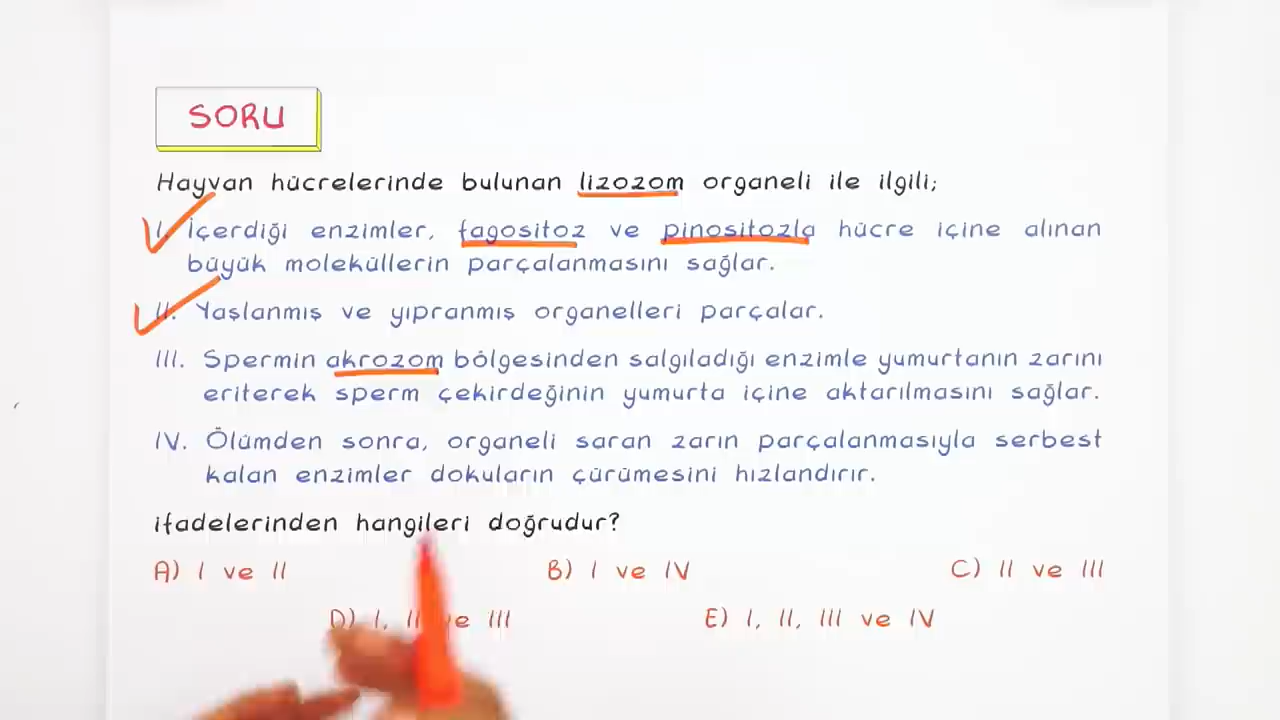 SORU
Hayvan hücrelerinde bulunan lizozom organeli ile ilgili;
I. İçerdiği enzimler, fagositoz ve pinositozla hücre içine alınan
büyük moleküllerin parçalanmasını sağlar.
II. Yaşlanmış ve yıpranmış organelleri parçalar.
III. Spermin akrozom bölgesinden salgıladığı enzimle yumurtanın zarını
eriterek sperm çekirdeğinin yumurta içine aktarılmasını sağlar.
IV. Ölümden sonra, organeli saran zarın parçalanmasıyla serbest
kalan enzimler dokuların çürümesini hızlandırır.
ifadelerinden hangileri doğrudur?
A) I ve II B) I ve IV C) II ve III
D) I, II ve III E) I, II, III ve IV